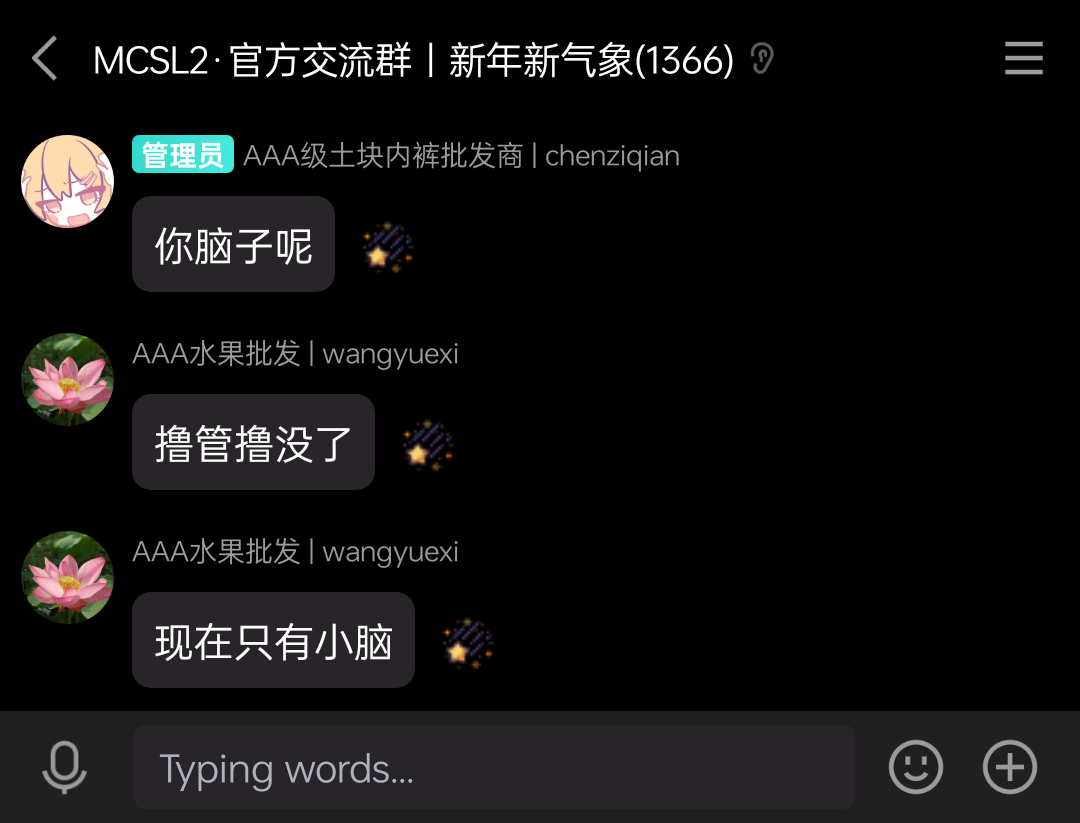 MCSL2·官方交流群丨新年新气象(1366)
管理员 AAA级土块内裤批发商 | chenziqian
你脑子呢
AAA水果批发 | wangyuexi
撸管撸没了
AAA水果批发 | wangyuexi
现在只有小脑
Typing words...